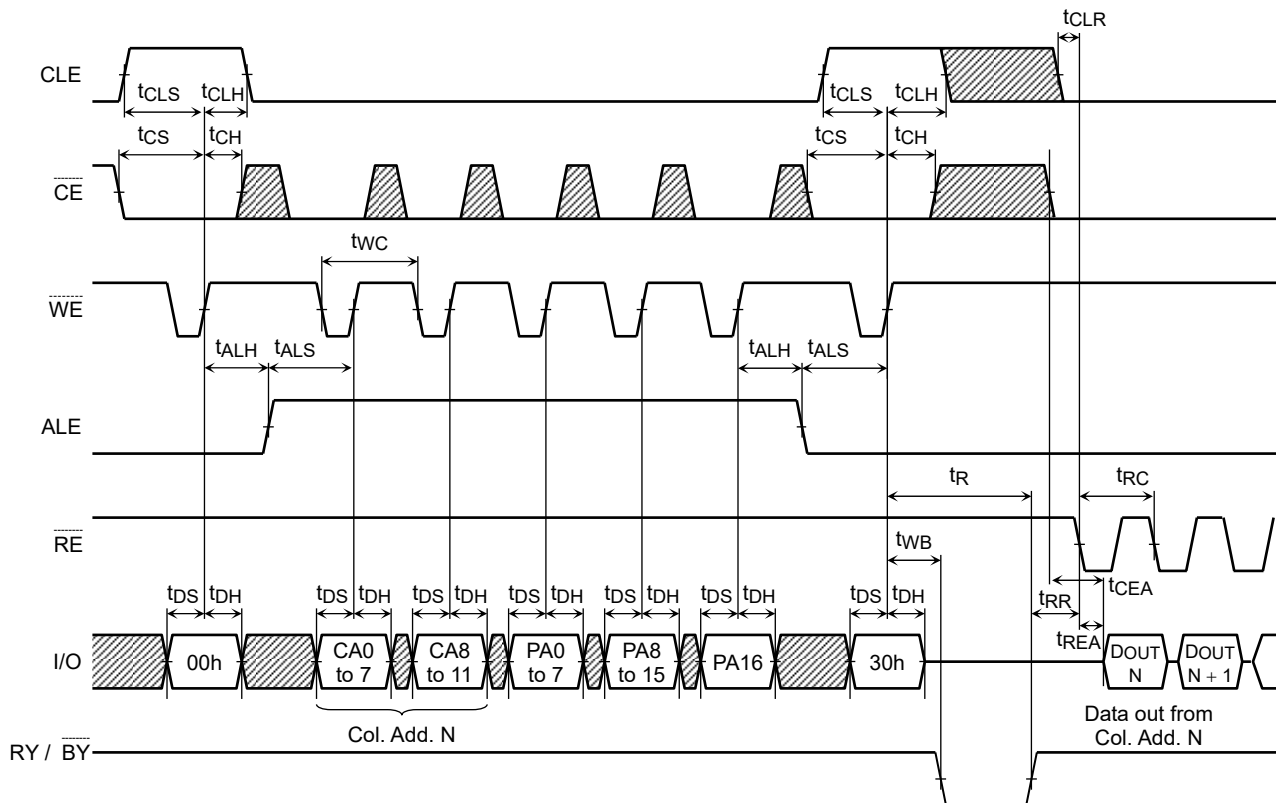 tCLR
CLE
tCLS tCLH tCLS tCLH
tCS tCH tCS tCH
CE
tWC
WE
tALH tALS tALH tALS
ALE
tR tRC
RE
tWB
tDS tDH tDS tDH tDS tDH tDS tDH tDS tDH tDS tDH tDS tDH tCEA
tRR
tREA
I/O 00h CA0 to 7 CA8 to 11 PA0 to 7 PA8 to 15 PA16 30h DOUT N DOUT N + 1
Col. Add. N
Data out from
Col. Add. N
RY / BY